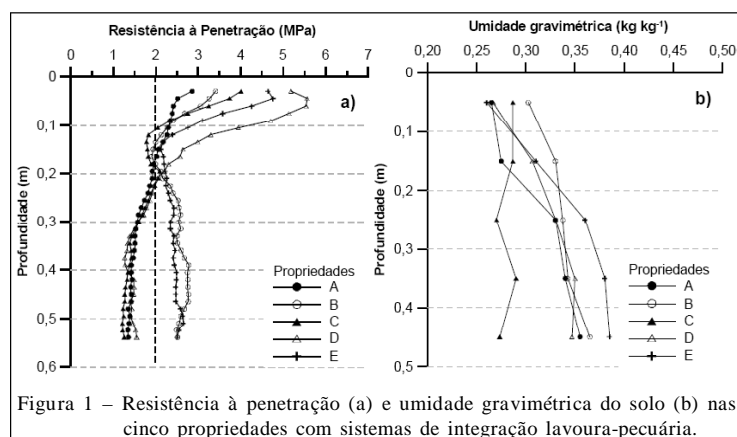 Resistência à Penetração (MPa)
0 1 2 3 4 5 6 7
a)
Profundidade (m)
0
0,1
0,2
0,3
0,4
0,5
0,6
Propriedades
A
B
C
D
E
Umidade gravimétrica (kg kg⁻¹)
0,20 0,25 0,30 0,35 0,40 0,45 0,50
b)
Profundidade (m)
0
0,1
0,2
0,3
0,4
0,5
Propriedades
A
B
C
D
E
Figura 1 – Resistência à penetração (a) e umidade gravimétrica do solo (b) nas
cinco propriedades com sistemas de integração lavoura-pecuária.